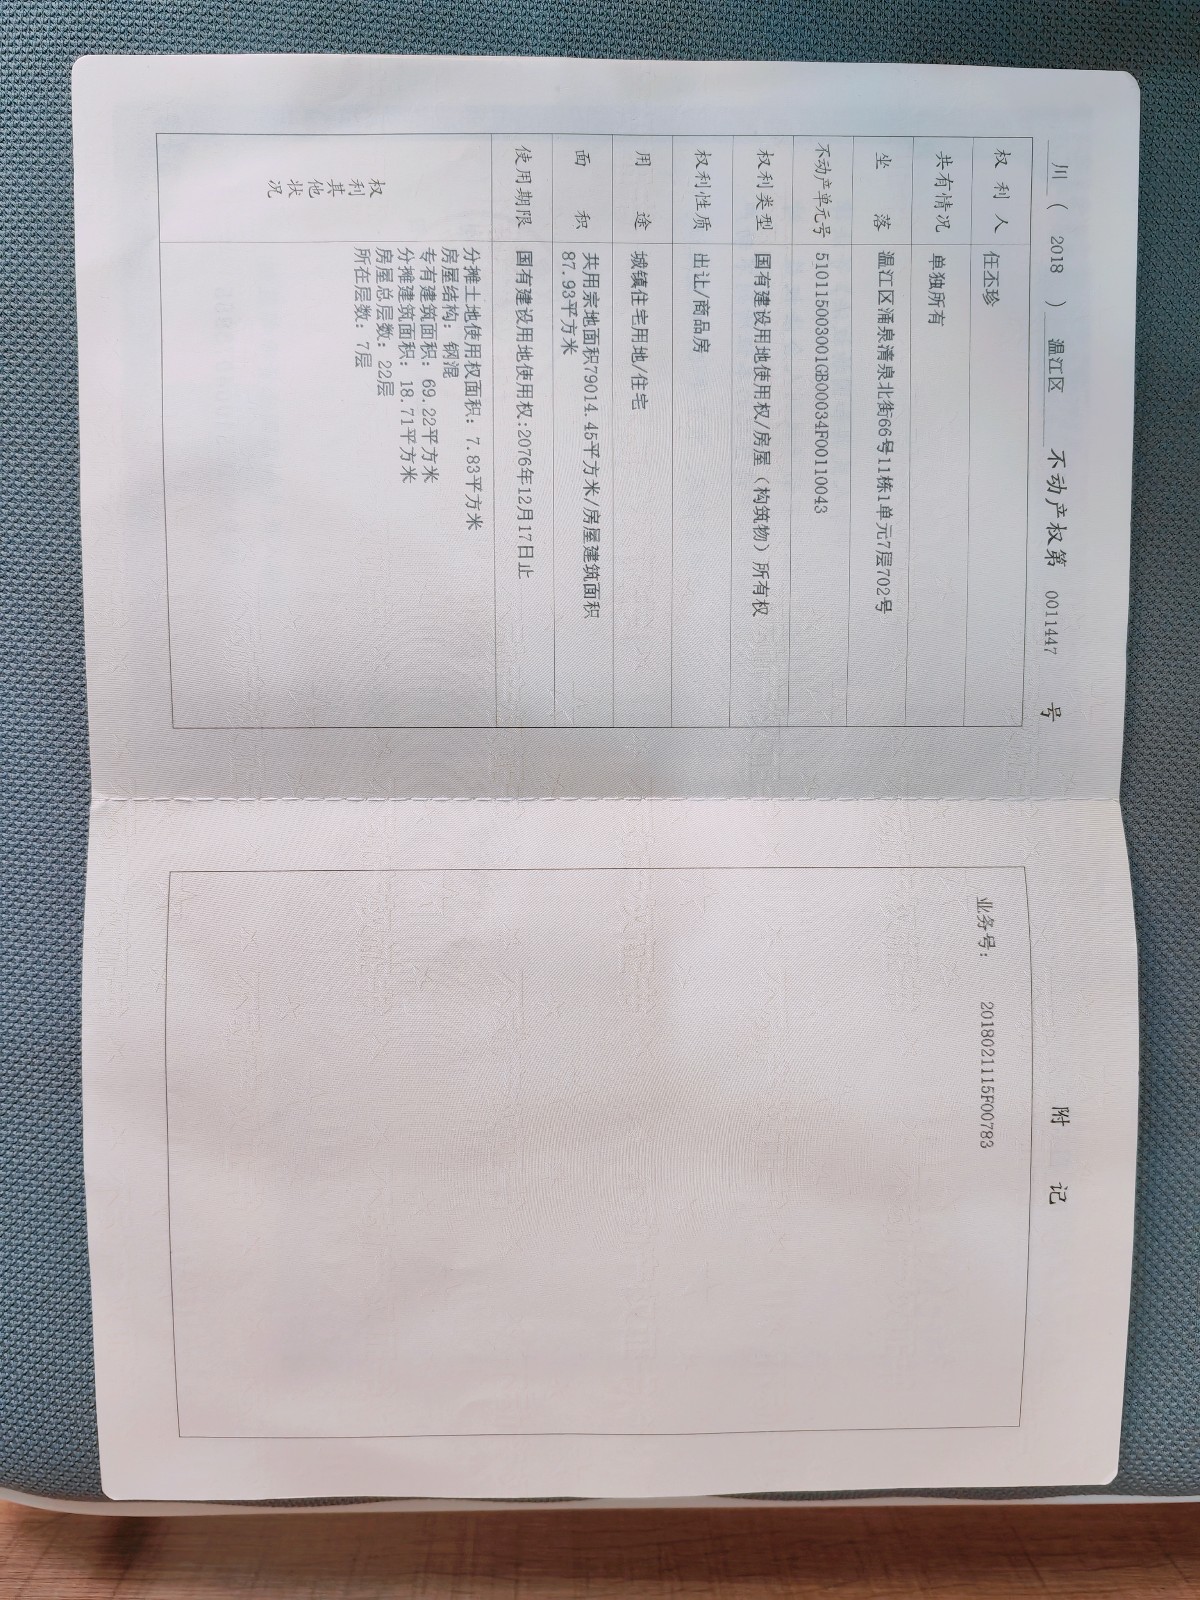 川（ 2018 ） 温江区 不动产权第 0011447 号
权利人 任丕珍
共有情况 单独所有
坐落 温江区涌泉清泉北街66号11栋1单元7层702号
不动产单元号 510115003001GB00034F00110043
权利类型 国有建设用地使用权/房屋（构筑物）所有权
权利性质 出让/商品房
用途 城镇住宅用地/住宅
面积 共用宗地面积79014.45平方米/房屋建筑面积
87.93平方米
使用期限 国有建设用地使用权:2076年12月17日止
权利其他状况
分摊土地使用权面积：7.83平方米
房屋结构：钢混
专有建筑面积：69.22平方米
分摊建筑面积：18.71平方米
房屋总层数：22层
所在层数：7层
附 记
业务号： 2018021115F00783